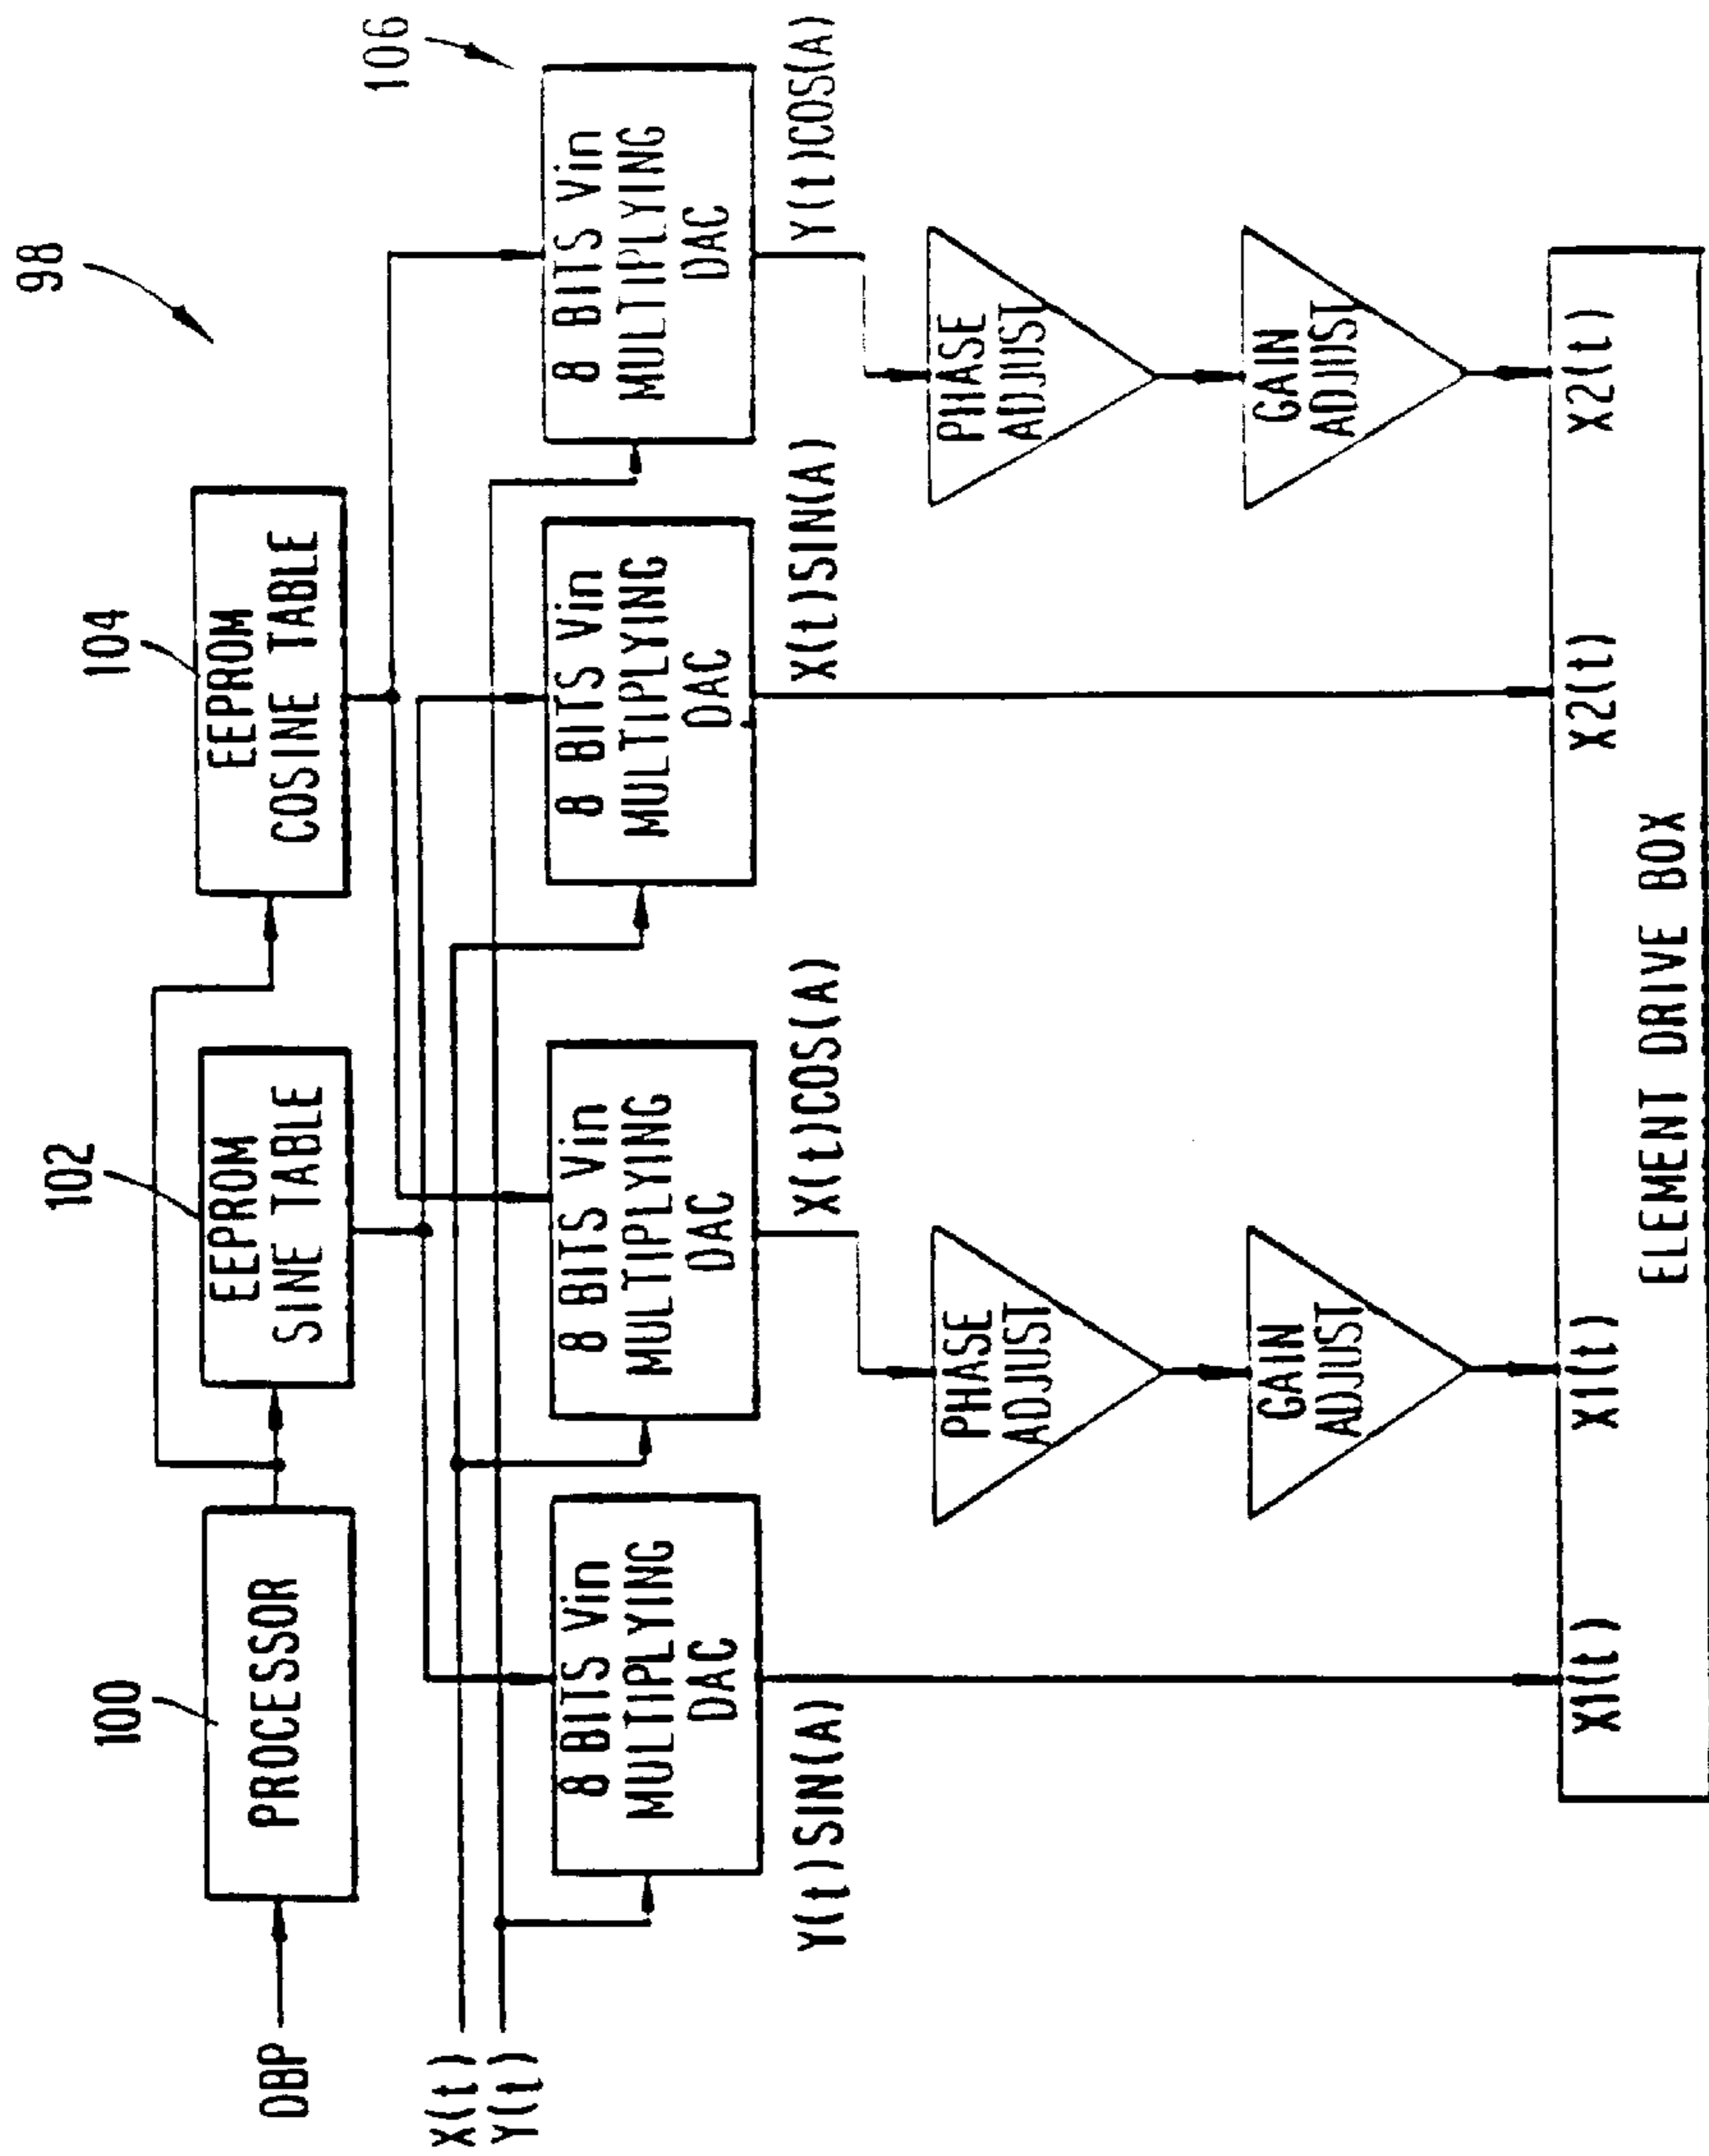 98
100
102
104
106
DBP
PROCESSOR
EEPROM
SINE TABLE
EEPROM
COSINE TABLE
X(t)
Y(t)
8 BITS Vin
MULTIPLYING
DAC
8 BITS Vin
MULTIPLYING
DAC
8 BITS Vin
MULTIPLYING
DAC
8 BITS Vin
MULTIPLYING
DAC
Y(t)SIN(A)
X(t)COS(A)
X(t)SIN(A)
Y(t)COS(A)
PHASE
ADJUST
PHASE
ADJUST
GAIN
ADJUST
GAIN
ADJUST
X1(t)
X1(t)
X2(t)
X2(t)
ELEMENT DRIVE BOX